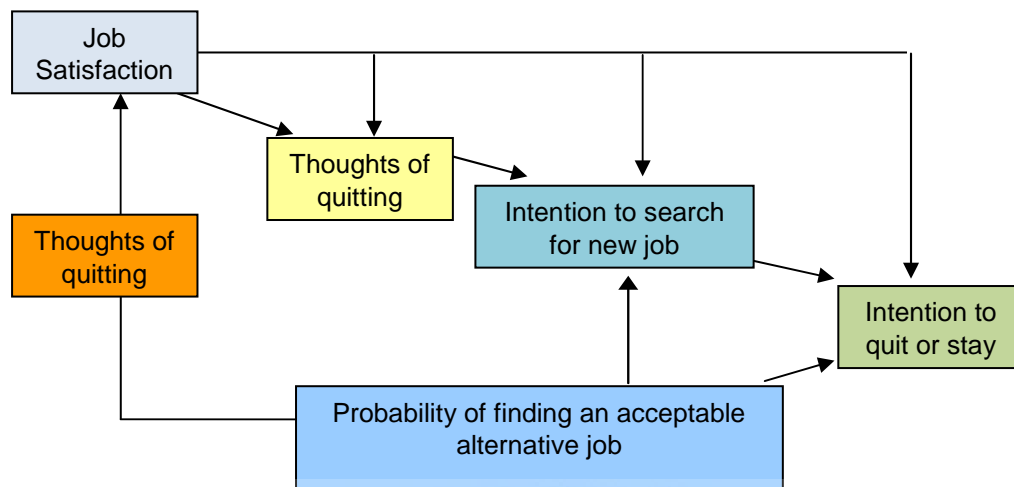 Job
Satisfaction
Thoughts of
quitting
Intention to search
for new job
Thoughts of
quitting
Intention to
quit or stay
Probability of finding an acceptable
alternative job